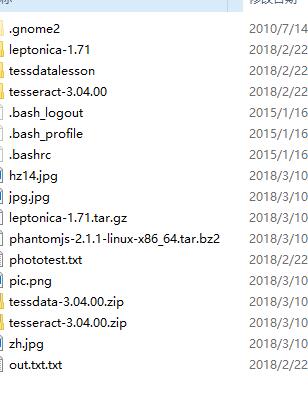 .gnome2 2010/7/14
leptonica-1.71 2018/2/22
tessdatalesson 2018/2/22
tesseract-3.04.00 2018/2/22
.bash_logout 2015/1/16
.bash_profile 2015/1/16
.bashrc 2015/1/16
hz14.jpg 2018/3/10
jpg.jpg 2018/3/10
leptonica-1.71.tar.gz 2018/3/10
phantomjs-2.1.1-linux-x86_64.tar.bz2 2018/3/10
phototest.txt 2018/2/22
pic.png 2018/3/10
tessdata-3.04.00.zip 2018/3/10
tesseract-3.04.00.zip 2018/3/10
zh.jpg 2018/3/10
out.txt.txt 2018/2/22